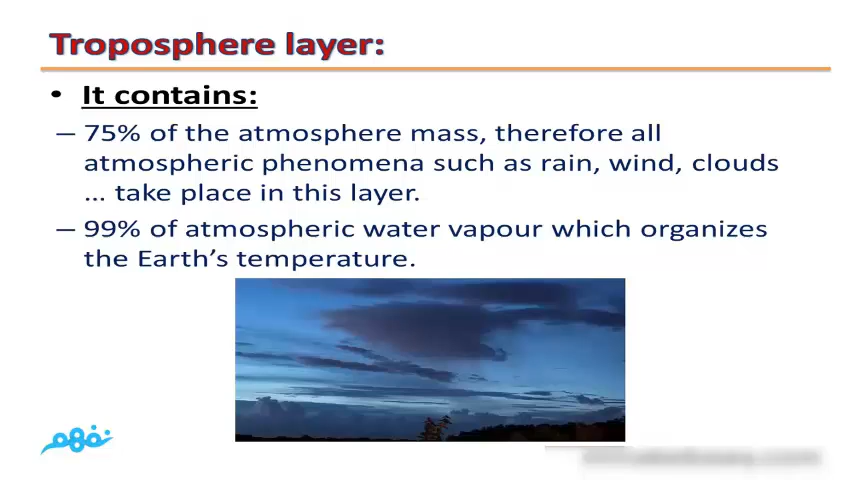 Troposphere layer:
• It contains:
– 75% of the atmosphere mass, therefore all
atmospheric phenomena such as rain, wind, clouds
... take place in this layer.
– 99% of atmospheric water vapour which organizes
the Earth's temperature.
نفهم